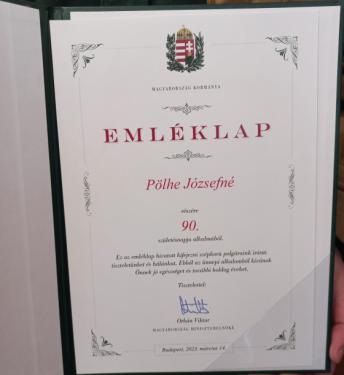 MAGYARORSZÁG KORMÁNYA
EMLÉKLAP
Pölhe Józsefné
részére
90.
születésnapja alkalmából.
Ez az emléklap hivatott kifejezni szépkorú polgáraink iránti
tiszteletünket és hálánkat. Ebből az ünnepi alkalomból kívánok
Önnek jó egészséget és további boldog éveket.
Tisztelettel:
Orbán Viktor
MAGYARORSZÁG MINISZTERELNÖKE
Budapest, 2023. március 14.